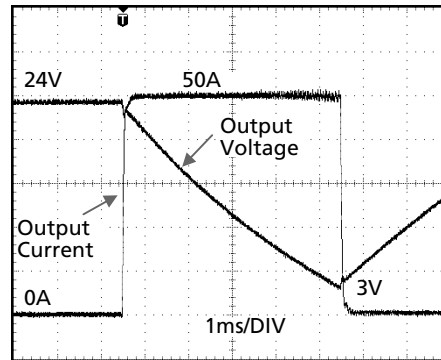 T
24V
50A
Output
Voltage
Output
Current
0A
3V
1ms/DIV